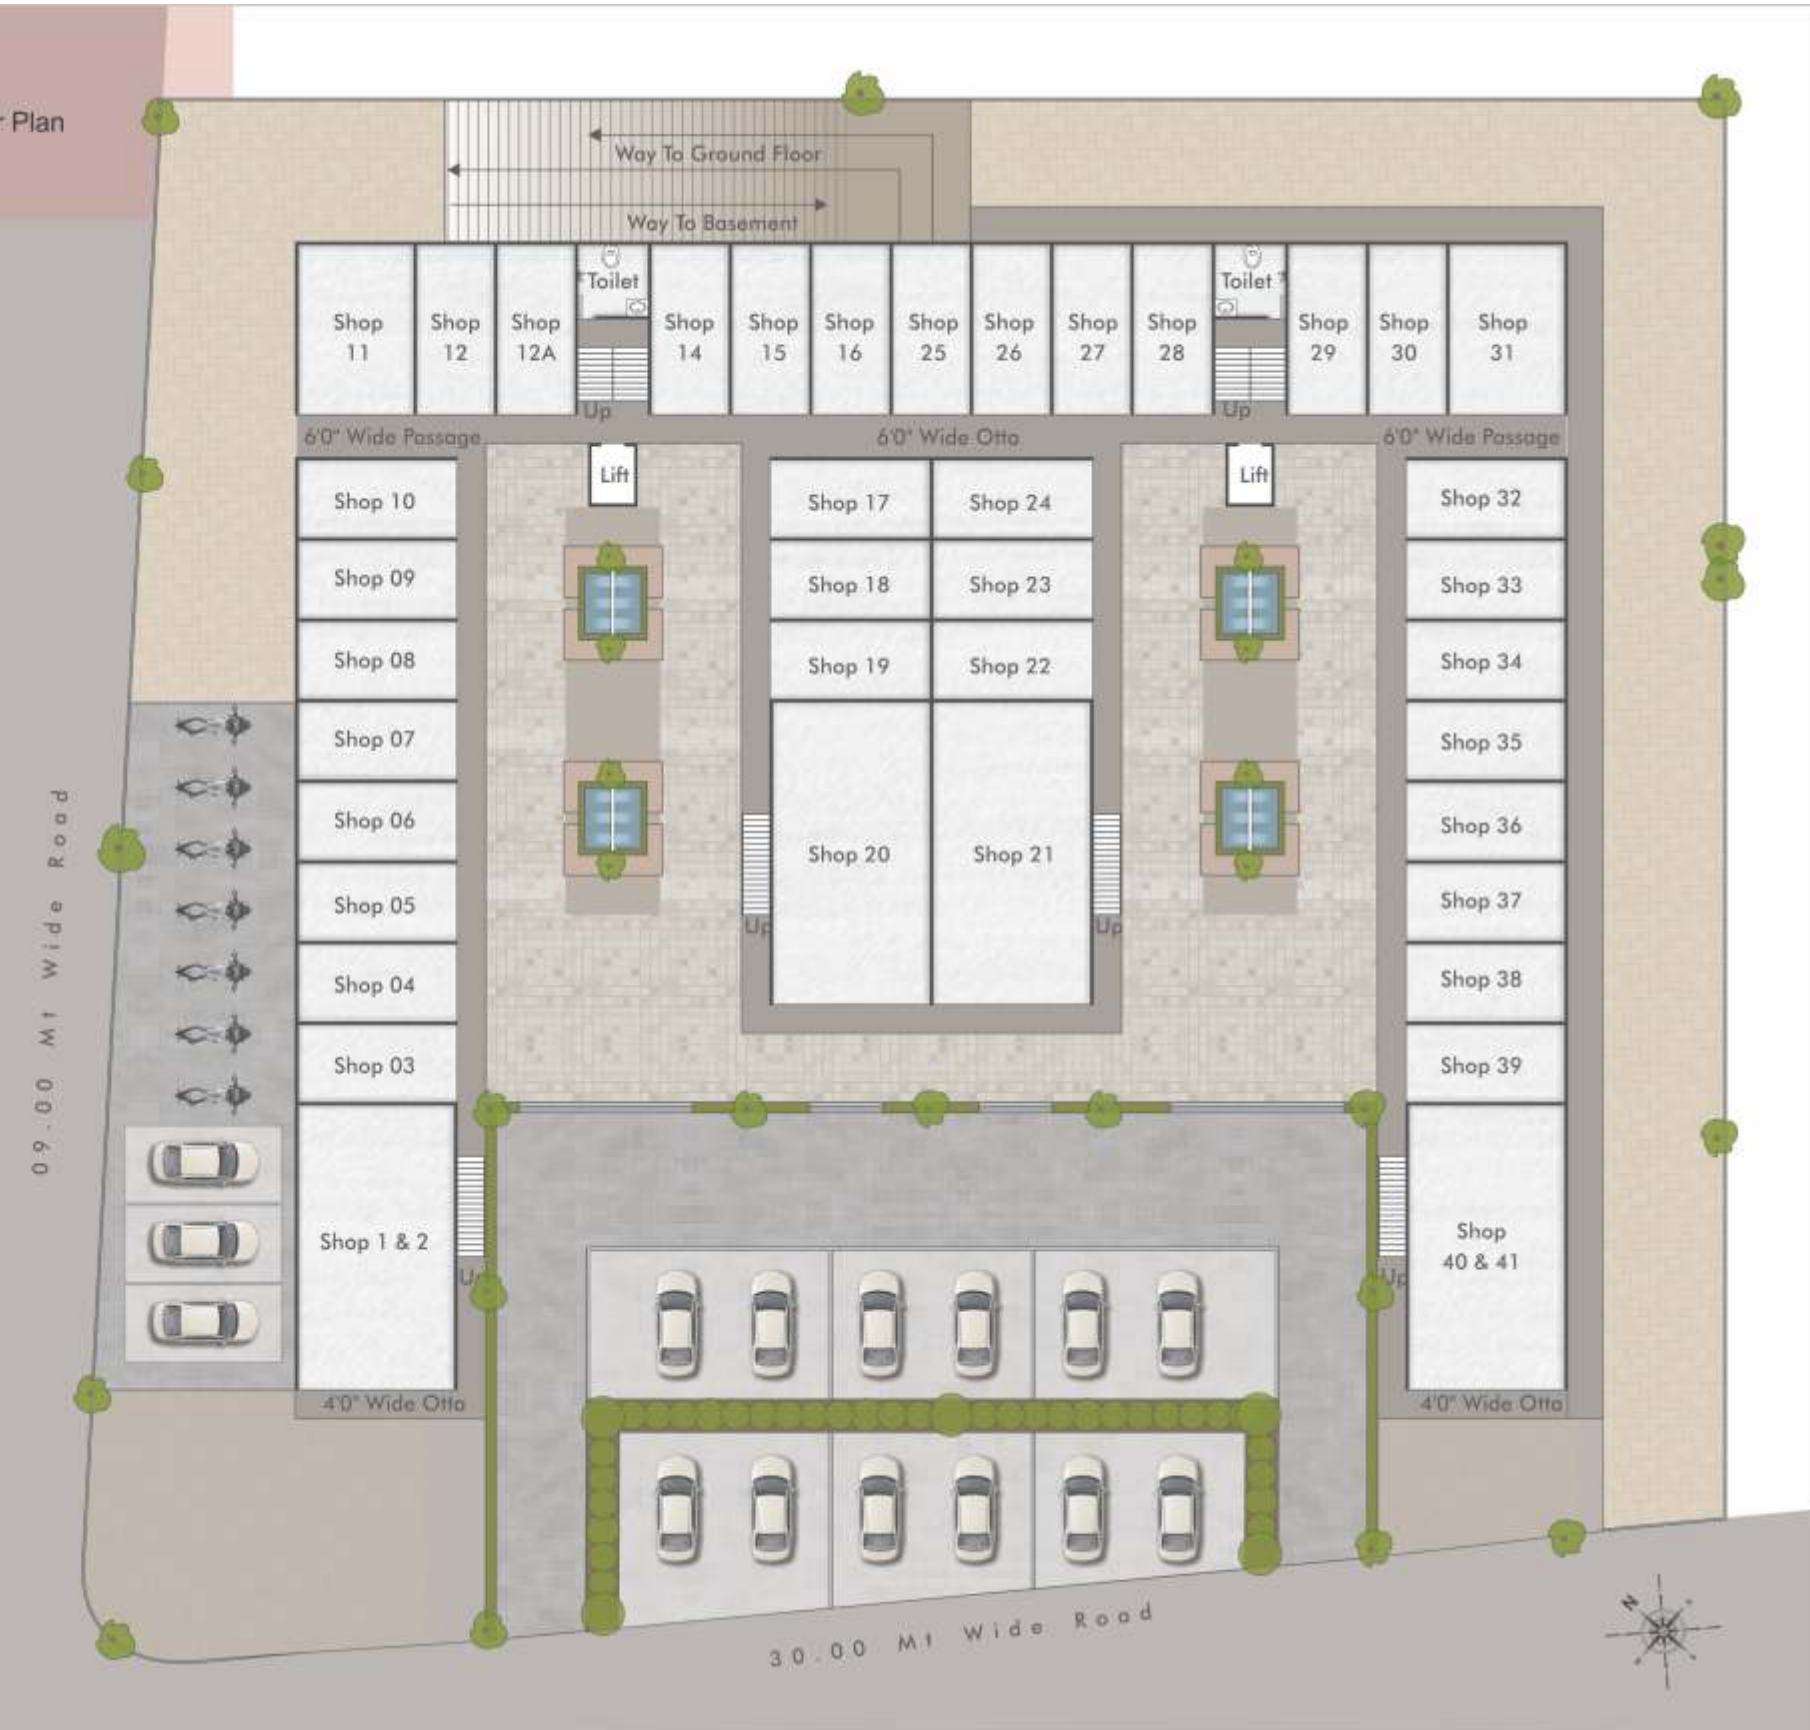 Plan
Way To Ground Floor
Way To Basement
Shop
11
Shop
12
Shop
12A
Toilet
Up
Shop
14
Shop
15
Shop
16
Shop
25
Shop
26
Shop
27
Shop
28
Toilet
Up
Shop
29
Shop
30
Shop
31
6'0" Wide Passage
6'0" Wide Otta
6'0" Wide Passage
Lift
Lift
Shop 10
Shop 09
Shop 08
Shop 07
Shop 06
Shop 05
Shop 04
Shop 03
Shop 1 & 2
Up
4'0" Wide Otta
Shop 17
Shop 24
Shop 18
Shop 23
Shop 19
Shop 22
Shop 20
Shop 21
Up
Up
Shop 32
Shop 33
Shop 34
Shop 35
Shop 36
Shop 37
Shop 38
Shop 39
Shop
40 & 41
Up
4'0" Wide Otta
09.00 Mt Wide Road
30.00 Mt Wide Road
N